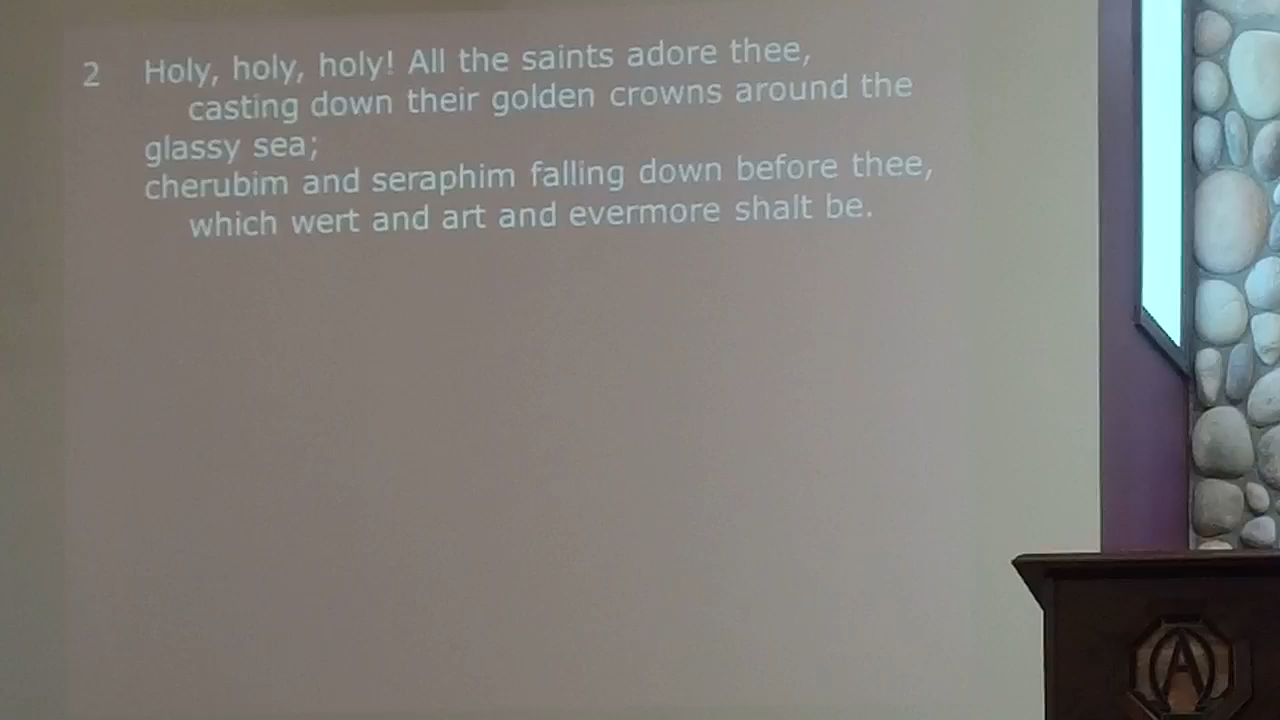 2 Holy, holy, holy! All the saints adore thee,
casting down their golden crowns around the
glassy sea;
cherubim and seraphim falling down before thee,
which wert and art and evermore shalt be.